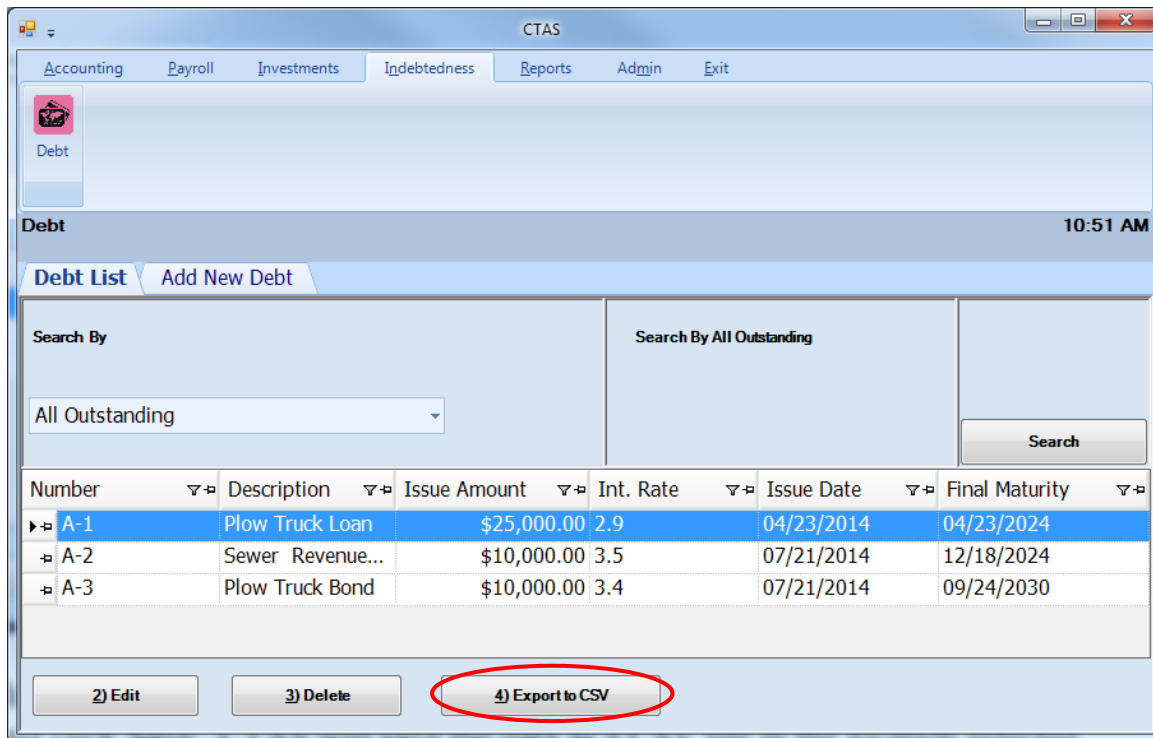 CTAS
Accounting Payroll Investments Indebtedness Reports Admin Exit
Debt
Debt 10:51 AM
Debt List Add New Debt
Search By Search By All Outstanding
All Outstanding
Search
Number Description Issue Amount Int. Rate Issue Date Final Maturity
A-1 Plow Truck Loan $25,000.00 2.9 04/23/2014 04/23/2024
A-2 Sewer Revenue... $10,000.00 3.5 07/21/2014 12/18/2024
A-3 Plow Truck Bond $10,000.00 3.4 07/21/2014 09/24/2030
2) Edit 3) Delete 4) Export to CSV